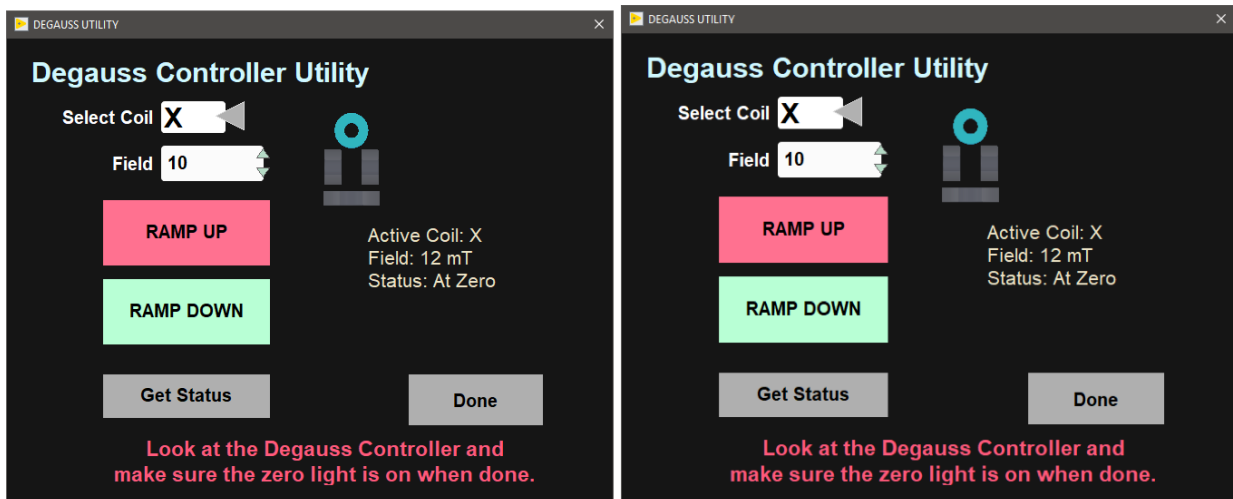 DEGAUSS UTILITY
Degauss Controller Utility
Select Coil X
Field 10
RAMP UP
Active Coil: X
Field: 12 mT
Status: At Zero
RAMP DOWN
Get Status
Done
Look at the Degauss Controller and
make sure the zero light is on when done.
DEGAUSS UTILITY
Degauss Controller Utility
Select Coil X
Field 10
RAMP UP
Active Coil: X
Field: 12 mT
Status: At Zero
RAMP DOWN
Get Status
Done
Look at the Degauss Controller and
make sure the zero light is on when done.